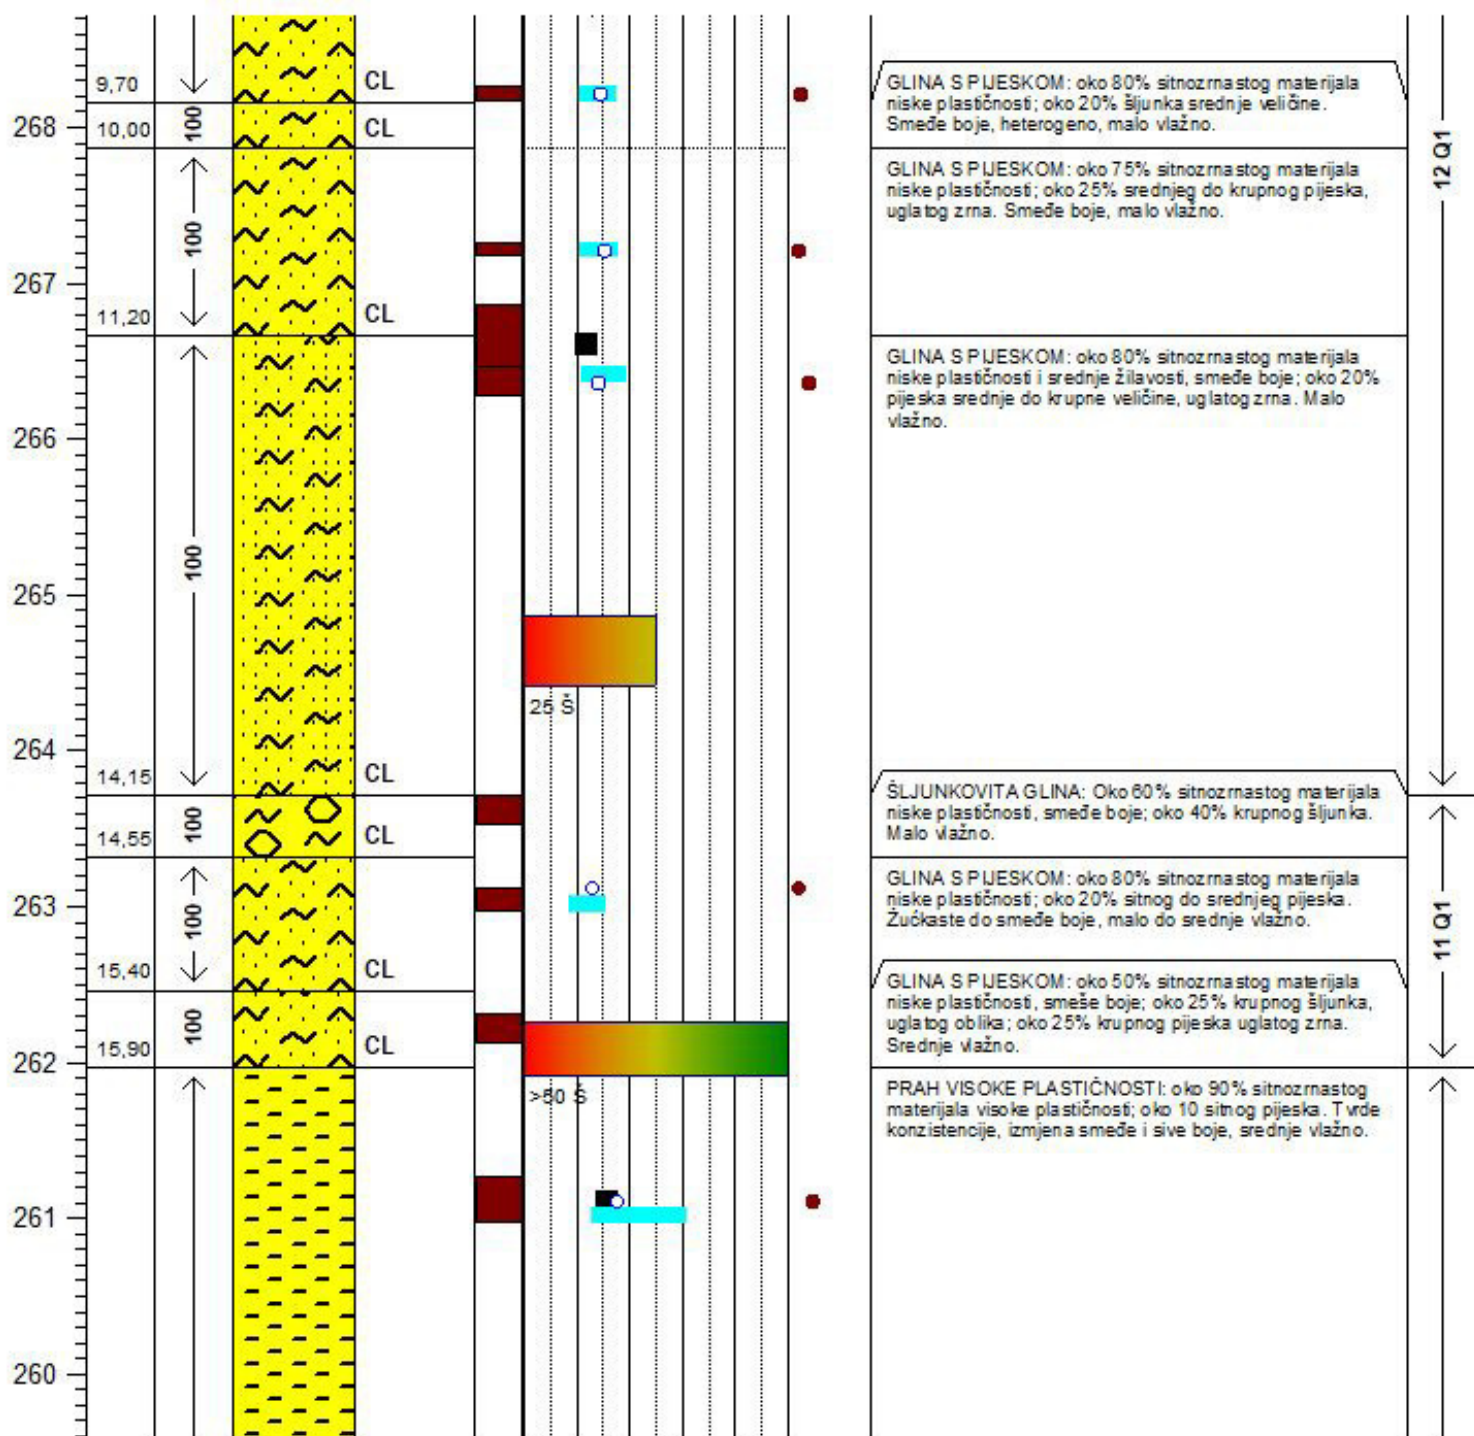 268
267
266
265
264
263
262
261
260
9,70
10,00
11,20
14,15
14,55
15,40
15,90
100
100
100
100
100
100
CL
CL
CL
CL
CL
CL
CL
25 Š
>50 Š
GLINA S PIJESKOM: oko 80% sitnozrnastog materijala
niske plastičnosti; oko 20% šljunka srednje veličine.
Smeđe boje, heterogeno, malo vlažno.
GLINA S PIJESKOM: oko 75% sitnozrnastog materijala
niske plastičnosti; oko 25% srednjeg do krupnog pijeska,
uglatog zrna. Smeđe boje, malo vlažno.
GLINA S PIJESKOM: oko 80% sitnozrnastog materijala
niske plastičnosti i srednje žilavosti, smeđe boje; oko 20%
pijeska srednje do krupne veličine, uglatog zrna. Malo
vlažno.
ŠLJUNKOVITA GLINA: Oko 60% sitnozrnastog materijala
niske plastičnosti, smeđe boje; oko 40% krupnog šljunka.
Malo vlažno.
GLINA S PIJESKOM: oko 80% sitnozrnastog materijala
niske plastičnosti; oko 20% sitnog do srednjeg pijeska.
Žućkaste do smeđe boje, malo do srednje vlažno.
GLINA S PIJESKOM: oko 50% sitnozrnastog materijala
niske plastičnosti, smeše boje; oko 25% krupnog šljunka,
uglatog oblika; oko 25% krupnog pijeska uglatog zrna.
Srednje vlažno.
PRAH VISOKE PLASTIČNOSTI: oko 90% sitnozrnastog
materijala visoke plastičnosti; oko 10 sitnog pijeska. Tvrde
konzistencije, izmjena smeđe i sive boje, srednje vlažno.
12 Q1
11 Q1